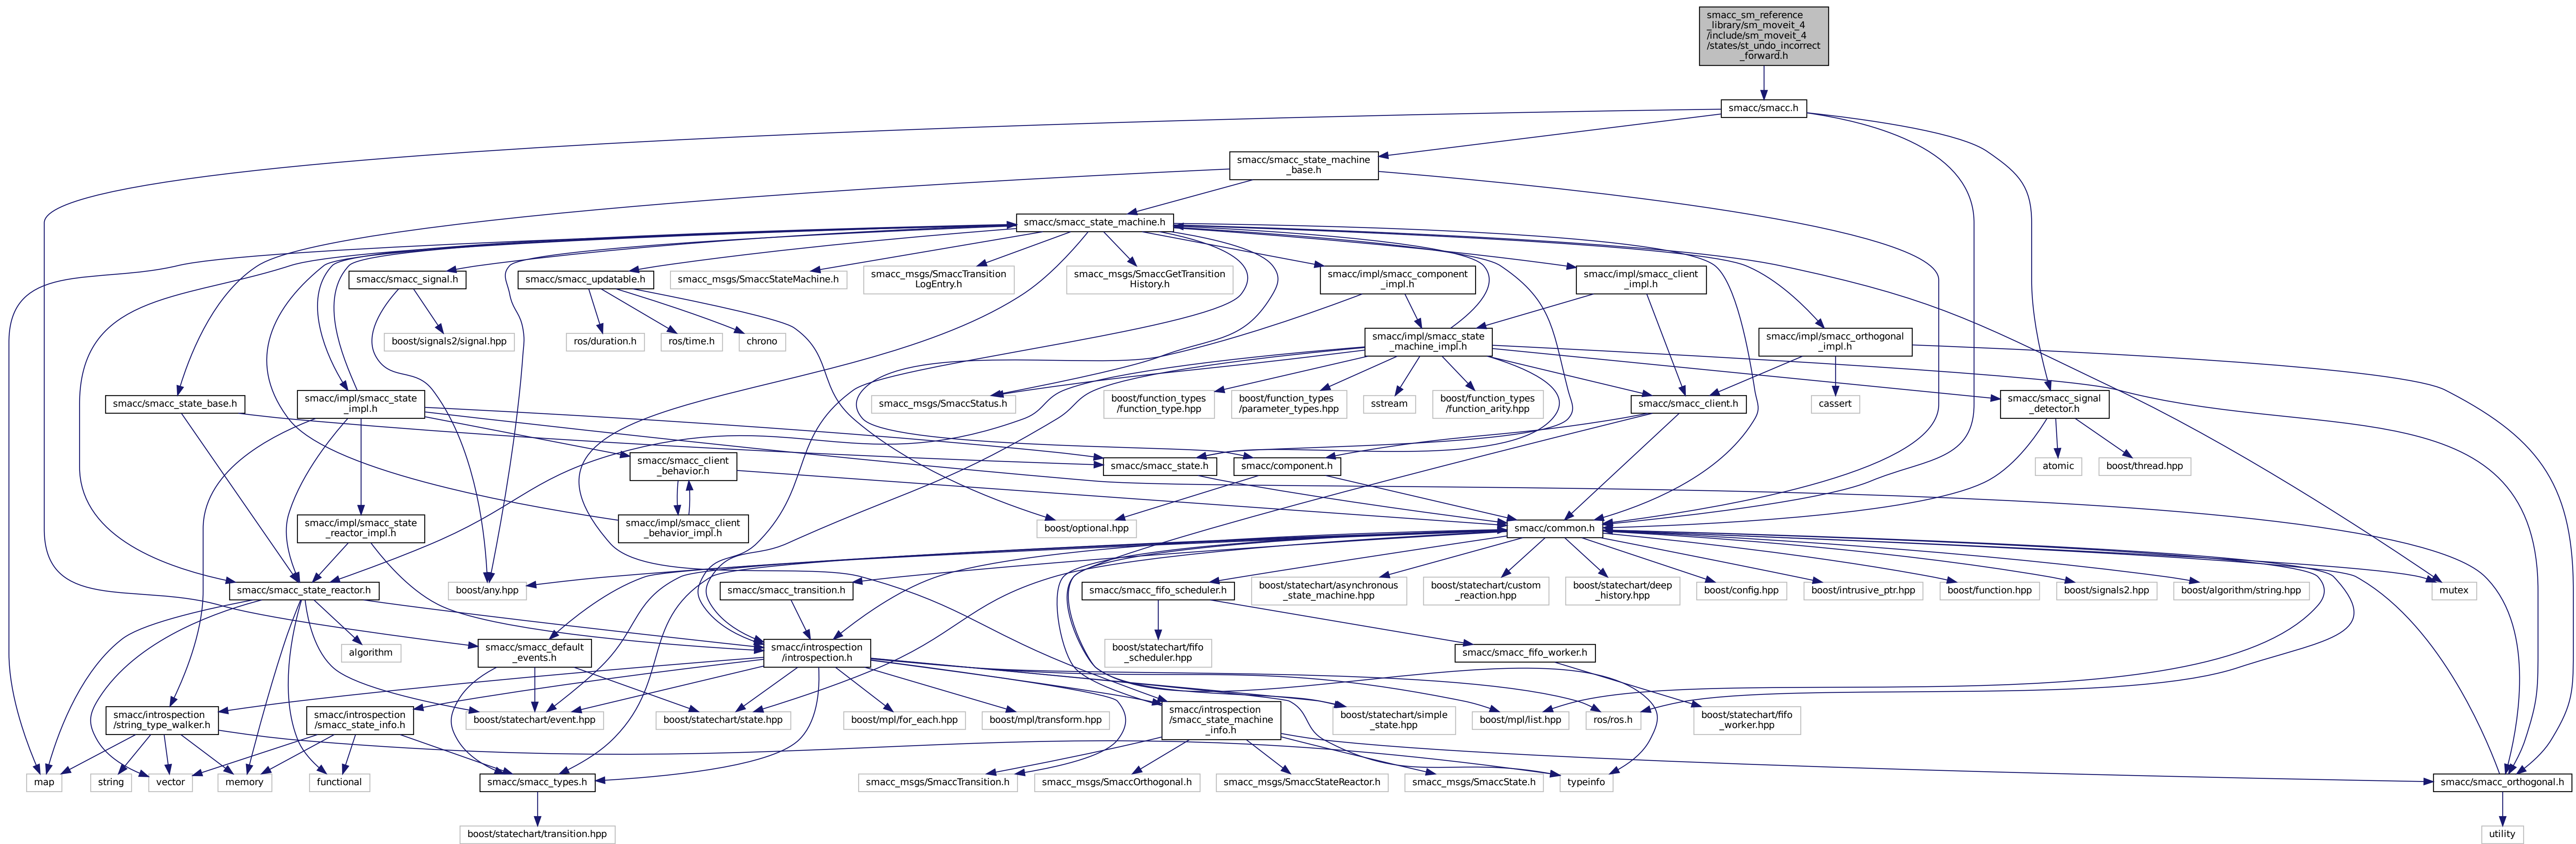 smacc_sm_reference
_library/sm_moveit_4
/include/sm_moveit_4
/states/st_undo_incorrect
_forward.h
smacc/smacc.h
smacc/smacc_state_machine
_base.h
smacc/smacc_state_machine.h
smacc/smacc_signal.h
smacc/smacc_updatable.h
smacc_msgs/SmaccStateMachine.h
smacc_msgs/SmaccTransition
LogEntry.h
smacc_msgs/SmaccGetTransition
History.h
smacc/impl/smacc_component
_impl.h
smacc/impl/smacc_client
_impl.h
boost/signals2/signal.hpp
ros/duration.h
ros/time.h
chrono
smacc/impl/smacc_state
_machine_impl.h
smacc/impl/smacc_orthogonal
_impl.h
smacc/smacc_state_base.h
smacc/impl/smacc_state
_impl.h
smacc_msgs/SmaccStatus.h
boost/function_types
/function_type.hpp
boost/function_types
/parameter_types.hpp
sstream
boost/function_types
/function_arity.hpp
smacc/smacc_client.h
cassert
smacc/smacc_signal
_detector.h
smacc/smacc_client
_behavior.h
smacc/smacc_state.h
smacc/component.h
atomic
boost/thread.hpp
smacc/impl/smacc_state
_reactor_impl.h
smacc/impl/smacc_client
_behavior_impl.h
boost/optional.hpp
smacc/common.h
smacc/smacc_state_reactor.h
boost/any.hpp
smacc/smacc_transition.h
smacc/smacc_fifo_scheduler.h
boost/statechart/asynchronous
_state_machine.hpp
boost/statechart/custom
_reaction.hpp
boost/statechart/deep
_history.hpp
boost/config.hpp
boost/intrusive_ptr.hpp
boost/function.hpp
boost/signals2.hpp
boost/algorithm/string.hpp
mutex
algorithm
smacc/smacc_default
_events.h
smacc/introspection
/introspection.h
boost/statechart/fifo
_scheduler.hpp
smacc/smacc_fifo_worker.h
smacc/introspection
/string_type_walker.h
smacc/introspection
/smacc_state_info.h
boost/statechart/event.hpp
boost/statechart/state.hpp
boost/mpl/for_each.hpp
boost/mpl/transform.hpp
smacc/introspection
/smacc_state_machine
_info.h
boost/statechart/simple
_state.hpp
boost/mpl/list.hpp
ros/ros.h
boost/statechart/fifo
_worker.hpp
map
string
vector
memory
functional
smacc/smacc_types.h
smacc_msgs/SmaccTransition.h
smacc_msgs/SmaccOrthogonal.h
smacc_msgs/SmaccStateReactor.h
smacc_msgs/SmaccState.h
typeinfo
smacc/smacc_orthogonal.h
boost/statechart/transition.hpp
utility